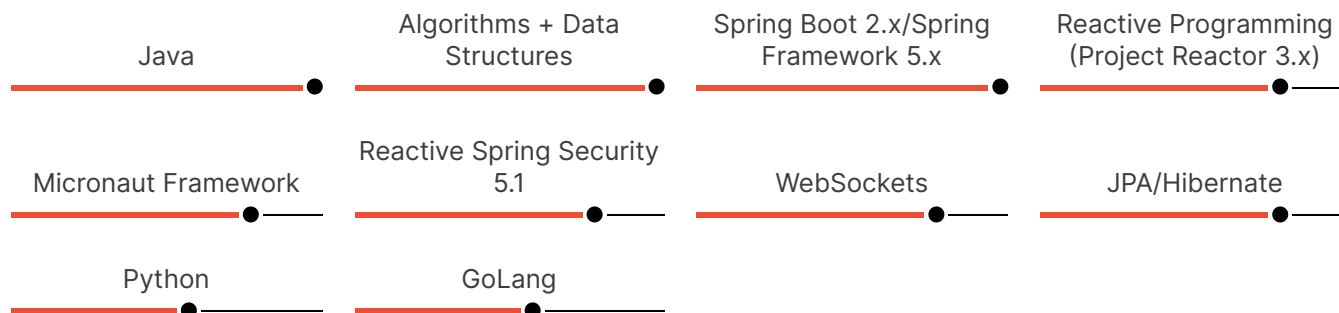 Java
Algorithms + Data
Structures
Spring Boot 2.x/Spring
Framework 5.x
Reactive Programming
(Project Reactor 3.x)
Micronaut Framework
Reactive Spring Security
5.1
WebSockets
JPA/Hibernate
Python
GoLang